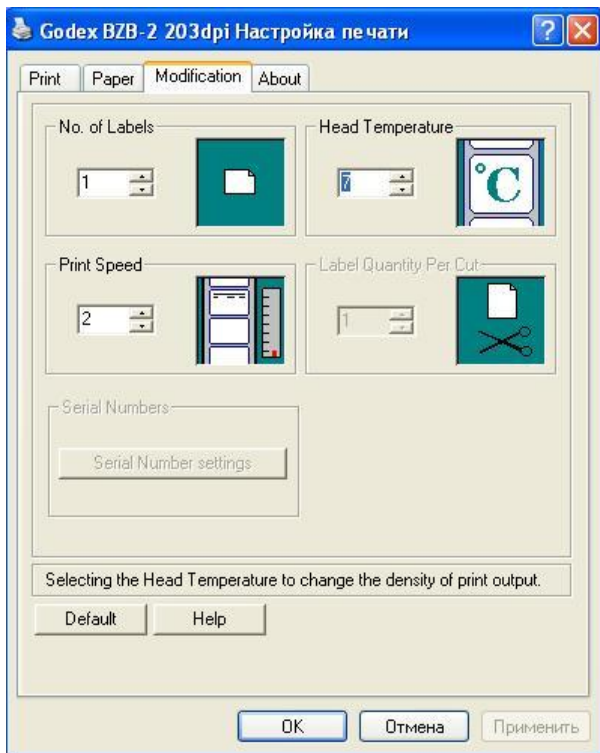 Godex BZB-2 203dpi Настройка печати
Print Paper Modification About
No. of Labels
1
Head Temperature
7
°C
Print Speed
2
Label Quantity Per Cut
1
Serial Numbers
Serial Number settings
Selecting the Head Temperature to change the density of print output.
Default Help
OK Отмена Применить